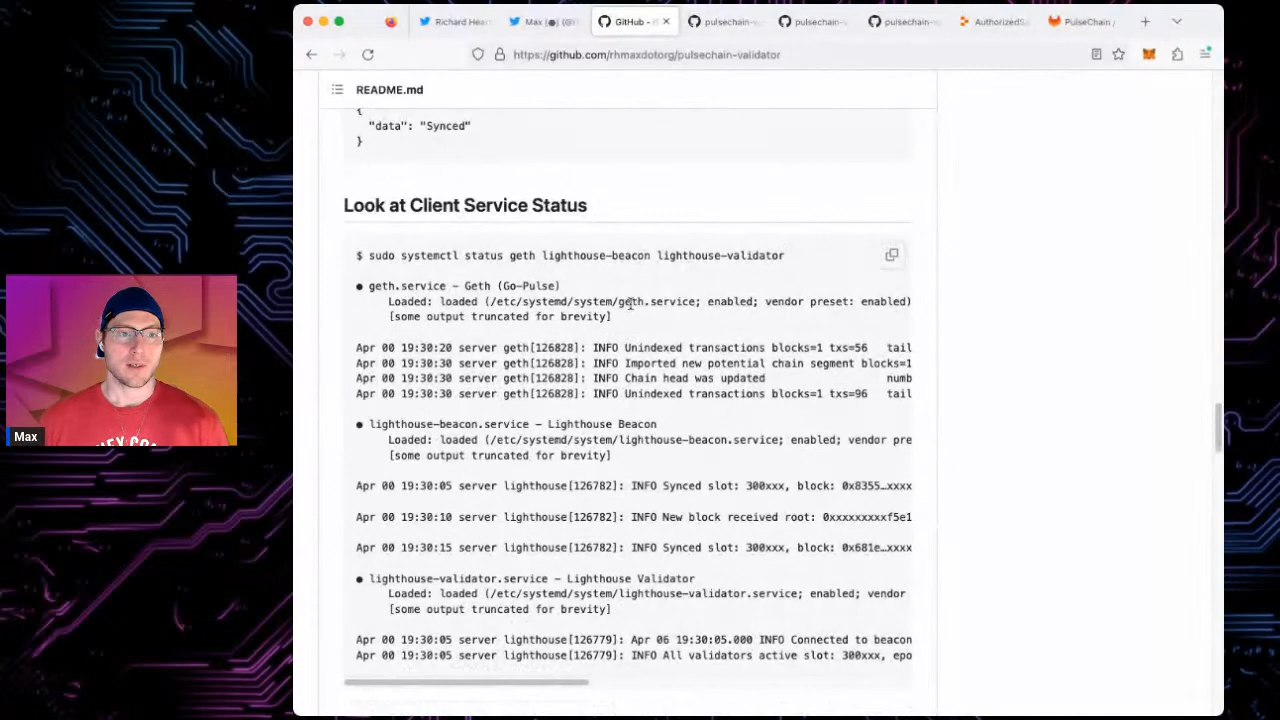 Richard Hear
Max
GitHub -
pulsechain-
pulsechain-
pulsechain-
AuthorizedS
PulseChain
https://github.com/rhmaxdotorg/pulsechain-validator
README.md
{
"data": "Synced"
}
Look at Client Service Status
$ sudo systemctl status geth lighthouse-beacon lighthouse-validator
● geth.service - Geth (Go-Pulse)
Loaded: loaded (/etc/systemd/system/geth.service; enabled; vendor preset: enabled)
[some output truncated for brevity]
Apr 00 19:30:20 server geth[126828]: INFO Unindexed transactions blocks=1 txs=56 tail
Apr 00 19:30:30 server geth[126828]: INFO Imported new potential chain segment blocks=1
Apr 00 19:30:30 server geth[126828]: INFO Chain head was updated numb
Apr 00 19:30:30 server geth[126828]: INFO Unindexed transactions blocks=1 txs=96 tail
● lighthouse-beacon.service - Lighthouse Beacon
Loaded: loaded (/etc/systemd/system/lighthouse-beacon.service; enabled; vendor pre
[some output truncated for brevity]
Apr 00 19:30:05 server lighthouse[126782]: INFO Synced slot: 300xxx, block: 0x8355…xxxx
Apr 00 19:30:10 server lighthouse[126782]: INFO New block received root: 0xxxxxxxxxf5e1
Apr 00 19:30:15 server lighthouse[126782]: INFO Synced slot: 300xxx, block: 0x681e…xxxx
● lighthouse-validator.service - Lighthouse Validator
Loaded: loaded (/etc/systemd/system/lighthouse-validator.service; enabled; vendor
[some output truncated for brevity]
Apr 00 19:30:05 server lighthouse[126779]: Apr 06 19:30:05.000 INFO Connected to beacon
Apr 00 19:30:05 server lighthouse[126779]: INFO All validators active slot: 300xxx, epo
Max